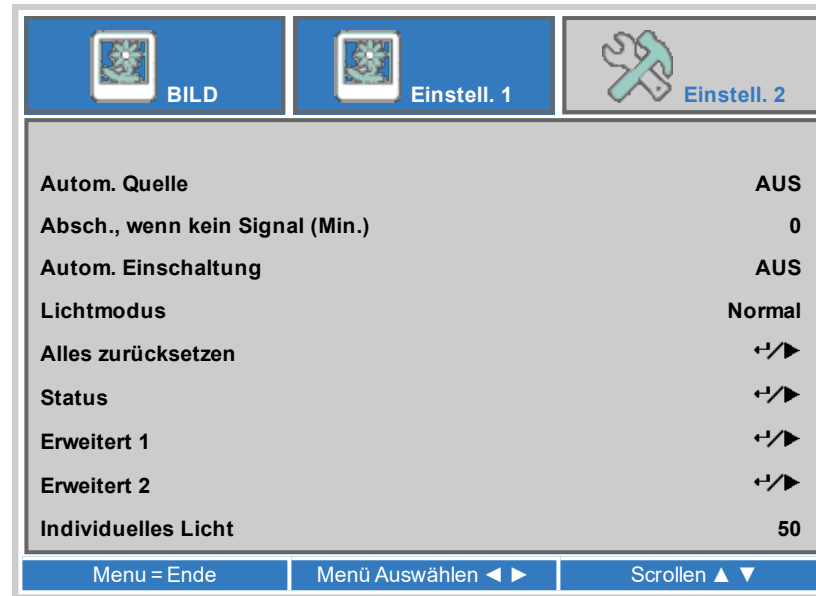 BILD
Einstell. 1
Einstell. 2
Autom. Quelle AUS
Absch., wenn kein Signal (Min.) 0
Autom. Einschaltung AUS
Lichtmodus Normal
Alles zurücksetzen ↵/▶
Status ↵/▶
Erweitert 1 ↵/▶
Erweitert 2 ↵/▶
Individuelles Licht 50
Menu = Ende
Menü Auswählen ◄ ►
Scrollen ▲ ▼